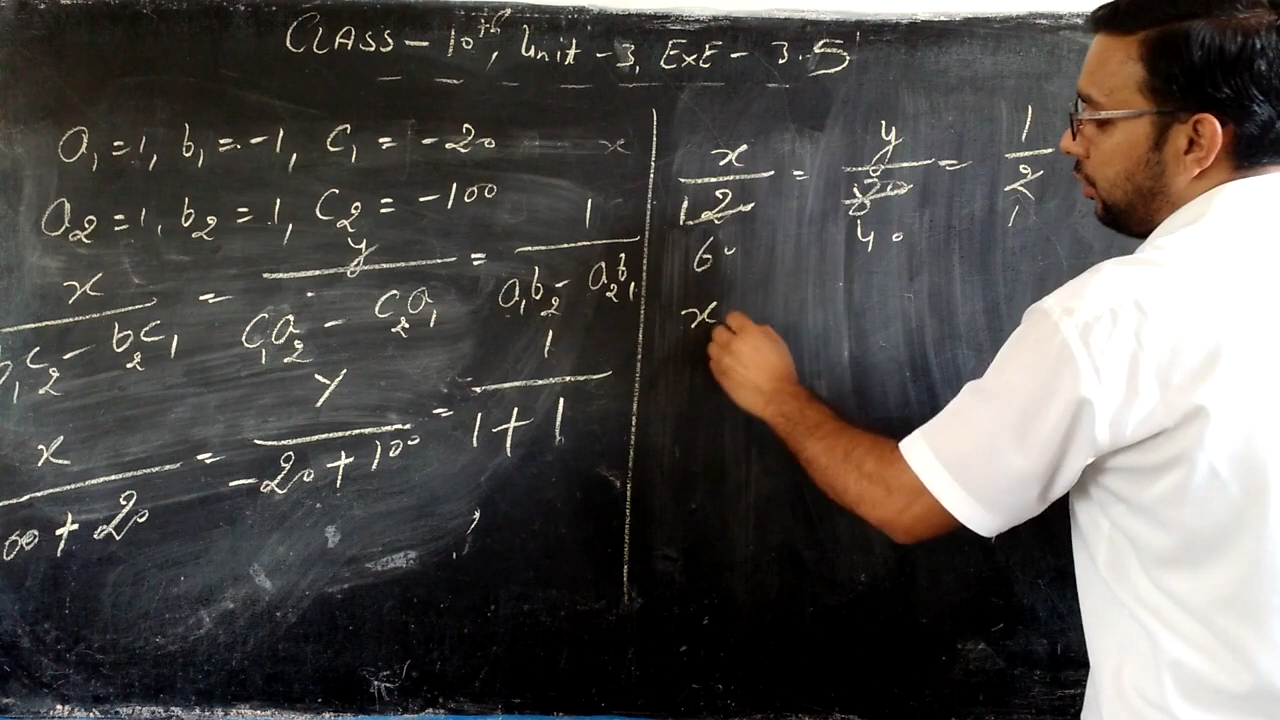 CLASS - 10th, Unit - 3, EXE - 3.5
a₁ = 1, b₁ = -1, c₁ = -20
a₂ = 1, b₂ = 1, c₂ = -100
x = y = 1
b₁c₂ - b₂c₁ c₁a₂ - c₂a₁ a₁b₂ - a₂b₁
x = y = 1
00 + 20 -20 + 100 1 + 1
x = y = 1
120 80 2
60 40 1
x